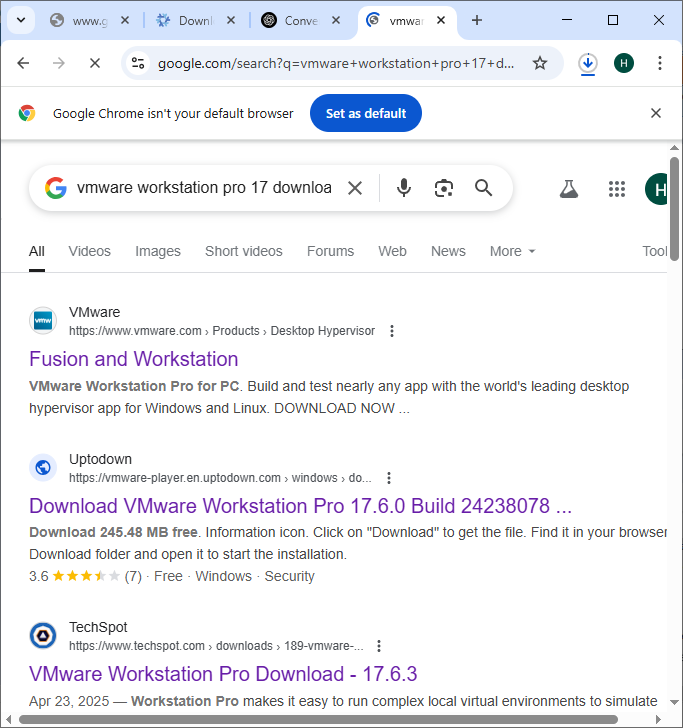 www.g
Downl
Conve
vmwar
google.com/search?q=vmware+workstation+pro+17+d...
H
Google Chrome isn't your default browser
Set as default
vmware workstation pro 17 downloa
H
All Videos Images Short videos Forums Web News More Tool
VMware
https://www.vmware.com › Products › Desktop Hypervisor
Fusion and Workstation
VMware Workstation Pro for PC. Build and test nearly any app with the world's leading desktop
hypervisor app for Windows and Linux. DOWNLOAD NOW ...
vmw
Uptodown
https://vmware-player.en.uptodown.com › windows › do...
Download VMware Workstation Pro 17.6.0 Build 24238078 ...
Download 245.48 MB free. Information icon. Click on "Download" to get the file. Find it in your browser
Download folder and open it to start the installation.
3.6 (7) · Free · Windows · Security
TechSpot
https://www.techspot.com › downloads › 189-vmware-...
VMware Workstation Pro Download - 17.6.3
Apr 23, 2025 — Workstation Pro makes it easy to run complex local virtual environments to simulate